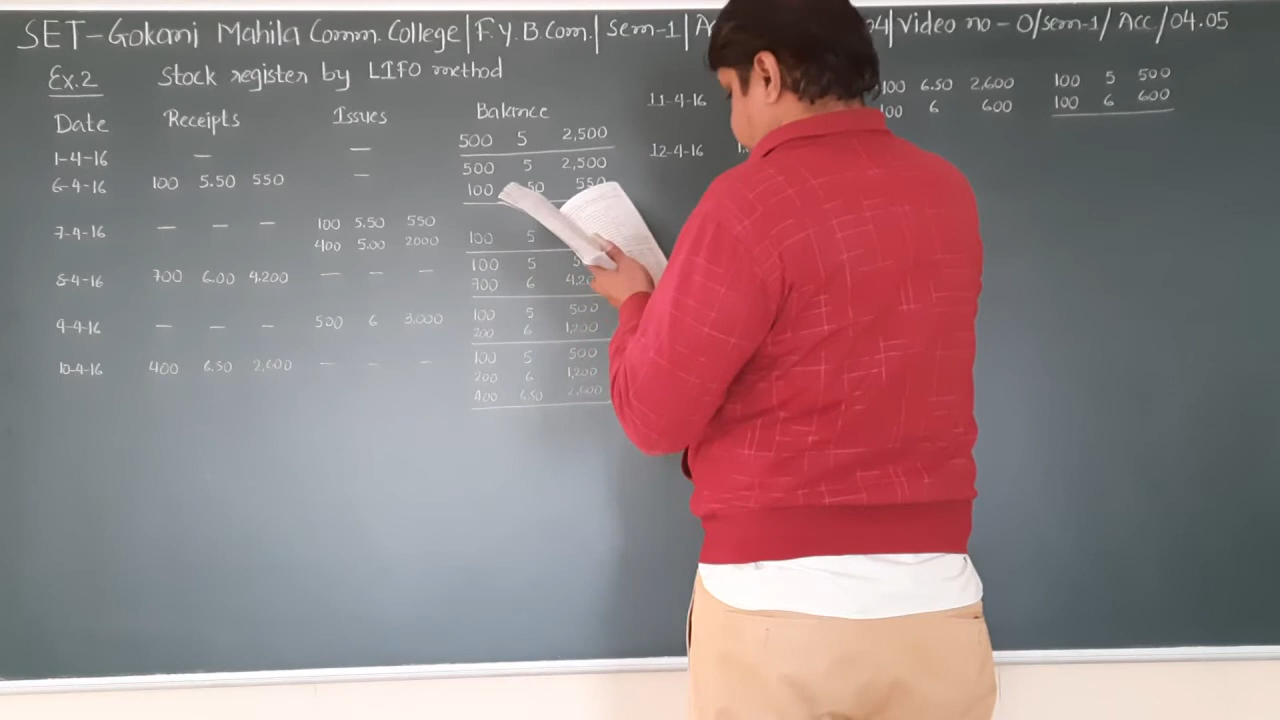 SET-Gokani Mahila Comm. College | F.Y.B.Com. | Sem-1 | | Video no - 0/sem-1/ Acc/04.05
Ex.2 Stock register by LIFO method
Date Receipts Issues Balance
500 5 2,500
1-4-16 — —
500 5 2,500
6-4-16 100 5.50 550 —
100 50 550
100 5.50 550
7-4-16 — — —
400 5.00 2000 100 5
100 5
8-4-16 700 6.00 4,200 — — —
700 6
100 5 500
9-4-16 — — — 500 6 3,000
200 6 1,200
100 5 500
10-4-16 400 6.50 2,600 — — —
200 6 1,200
400 6.50 2,600
11-4-16 6.50 2,600 100 5 500
6 600 100 6 600
12-4-16